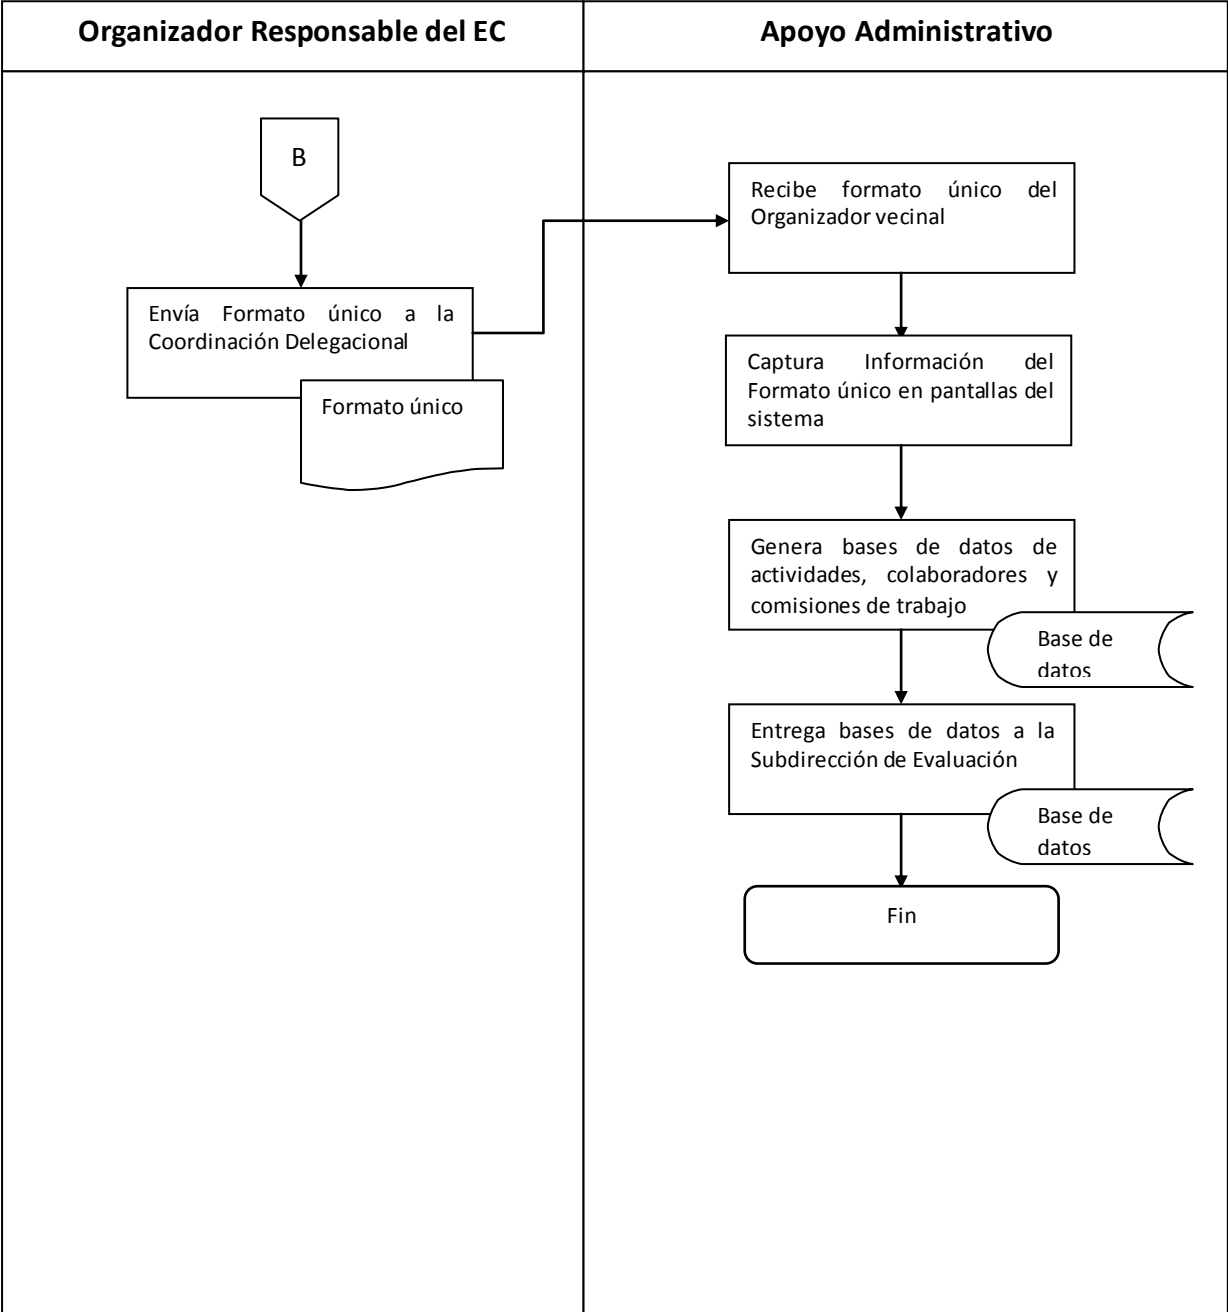 Organizador Responsable del EC
Apoyo Administrativo
B
Envía Formato único a la
Coordinación Delegacional
Formato único
Recibe formato único del
Organizador vecinal
Captura Información del
Formato único en pantallas del
sistema
Genera bases de datos de
actividades, colaboradores y
comisiones de trabajo
Base de
datos
Entrega bases de datos a la
Subdirección de Evaluación
Base de
datos
Fin